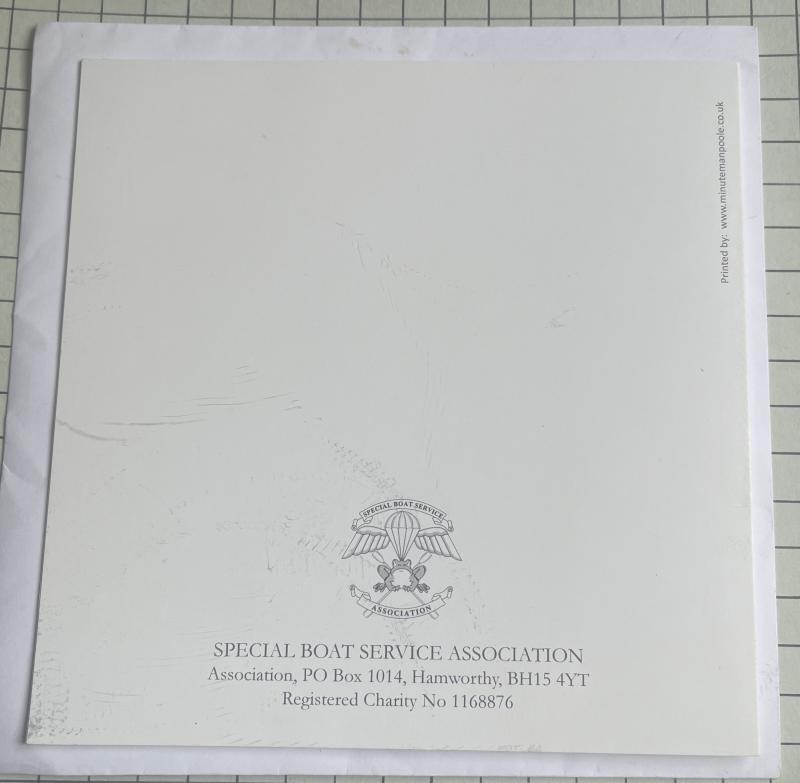 Printed by: www.minutemanpoole.co.uk
SPECIAL BOAT SERVICE
ASSOCIATION
SPECIAL BOAT SERVICE ASSOCIATION
Association, PO Box 1014, Hamworthy, BH15 4YT
Registered Charity No 1168876